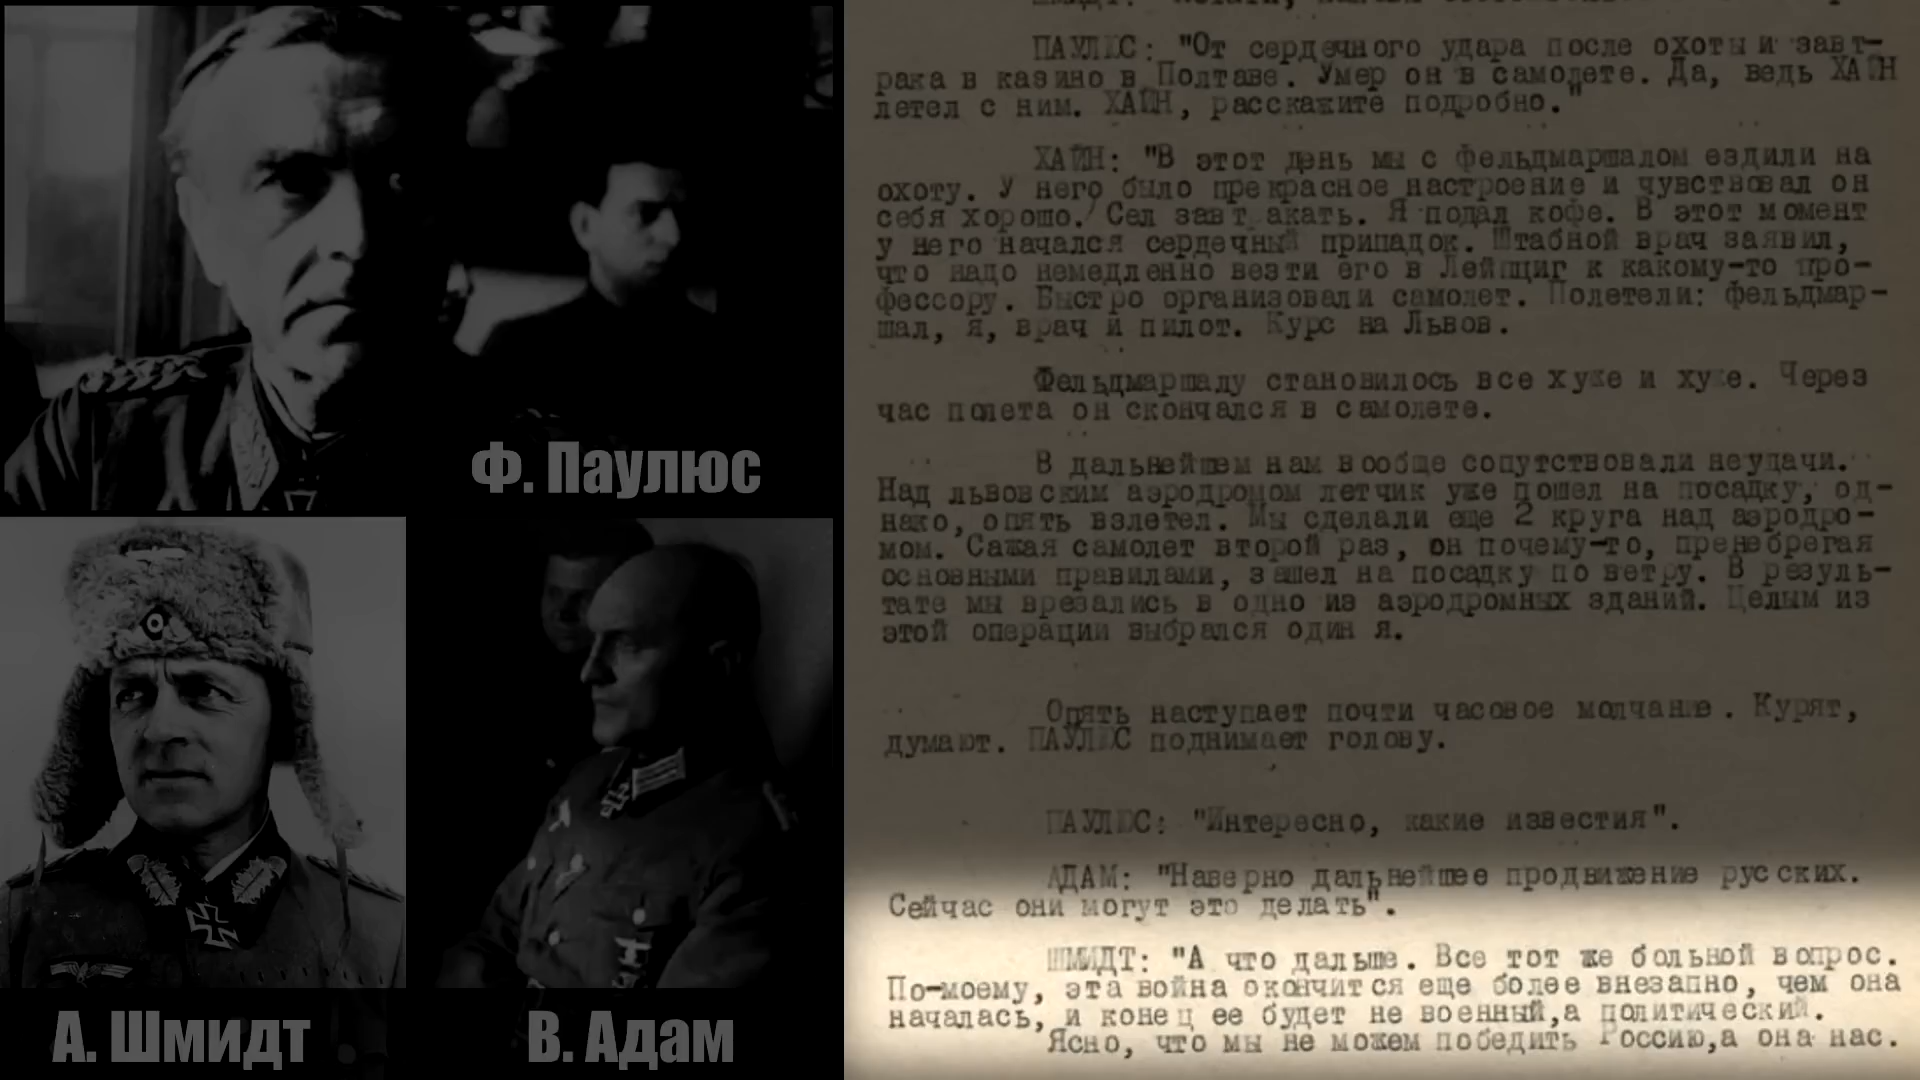 Ф. Паулюс
А. Шмидт
В. Адам
ПАУЛЮС: "От сердечного удара после охоты и завт-
рака в казино в Полтаве. Умер он в самолете. Да, ведь ХАЙН
летел с ним. ХАЙН, расскажите подробно."
ХАЙН: "В этот день мы с фельдмаршалом ездили на
охоту. У него было прекрасное настроение и чувствовал он
себя хорошо. Сел завтракать. Я подал кофе. В этот момент
у него начался сердечный припадок. Штабной врач заявил,
что надо немедленно везти его в Лейпциг к какому-то про-
фессору. Быстро организовали самолет. Полетели: фельдмар-
шал, я, врач и пилот. Курс на Львов.
Фельдмаршалу становилось все хуже и хуже. Через
час полета он скончался в самолете.
В дальнейшем нам вообще сопутствовали неудачи.
Над львовским аэродромом летчик уже пошел на посадку, од-
нако, опять взлетел. Мы сделали еще 2 круга над аэродро-
мом. Сажая самолет второй раз, он почему-то, пренебрегая
основными правилами, зашел на посадку по ветру. В резуль-
тате мы врезались в одно из аэродромных зданий. Целым из
этой операции выбрался один я.
Опять наступает почти часовое молчание. Курят,
думают. ПАУЛЮС поднимает голову.
ПАУЛЮС: "Интересно, какие известия".
АДАМ: "Наверно дальнейшее продвижение русских.
Сейчас они могут это делать".
ШМИДТ: "А что дальше. Все тот же больной вопрос.
По-моему, эта война окончится еще более внезапно, чем она
началась, и конец ее будет не военный,а политический.
Ясно, что мы не можем победить Россию,а она нас.